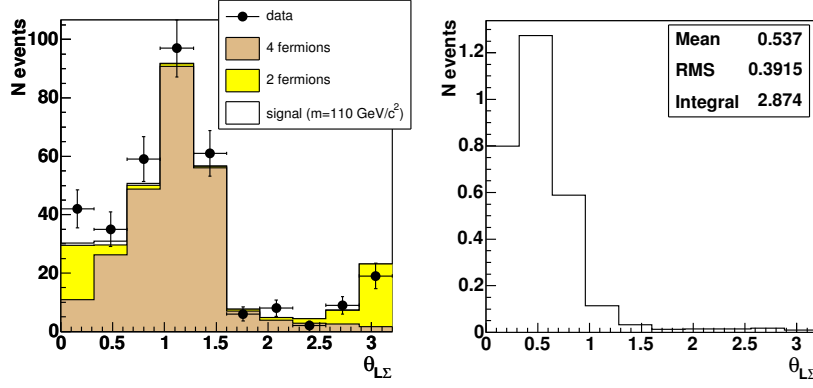 N events
100
80
60
40
20
0
0 0.5 1 1.5 2 2.5 3
θLΣ
data
4 fermions
2 fermions
signal (m=110 GeV/c²)
N events
1.2
1
0.8
0.6
0.4
0.2
0
0 0.5 1 1.5 2 2.5 3
θLΣ
Mean 0.537
RMS 0.3915
Integral 2.874